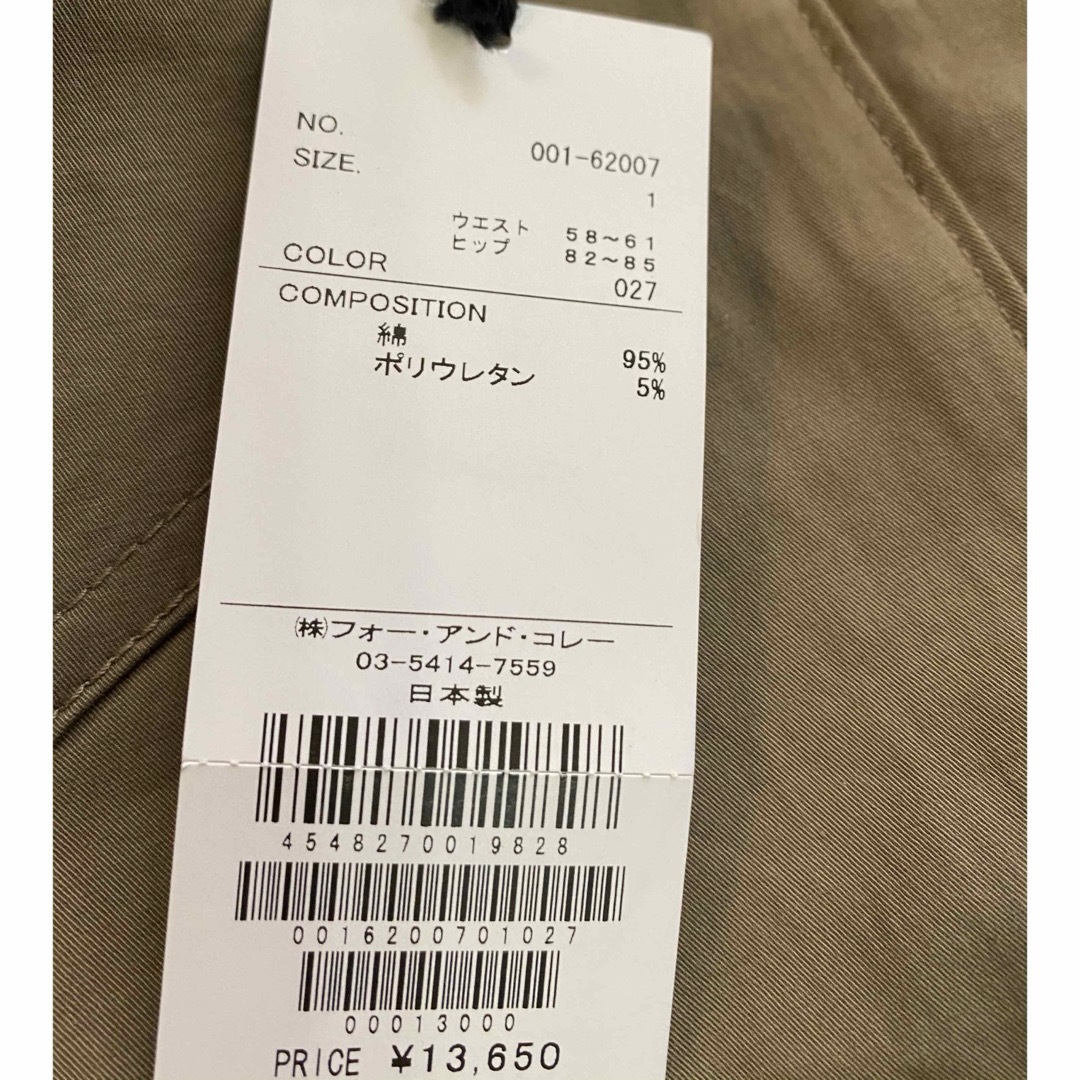 NO. 001-62007
SIZE. 1
ウエスト 58~61
ヒップ 82~85
COLOR 027
COMPOSITION
綿 95%
ポリウレタン 5%
㈱フォー・アンド・コレー
03-5414-7559
日本製
4548270019828
0016200701027
00013000
PRICE ¥13,650